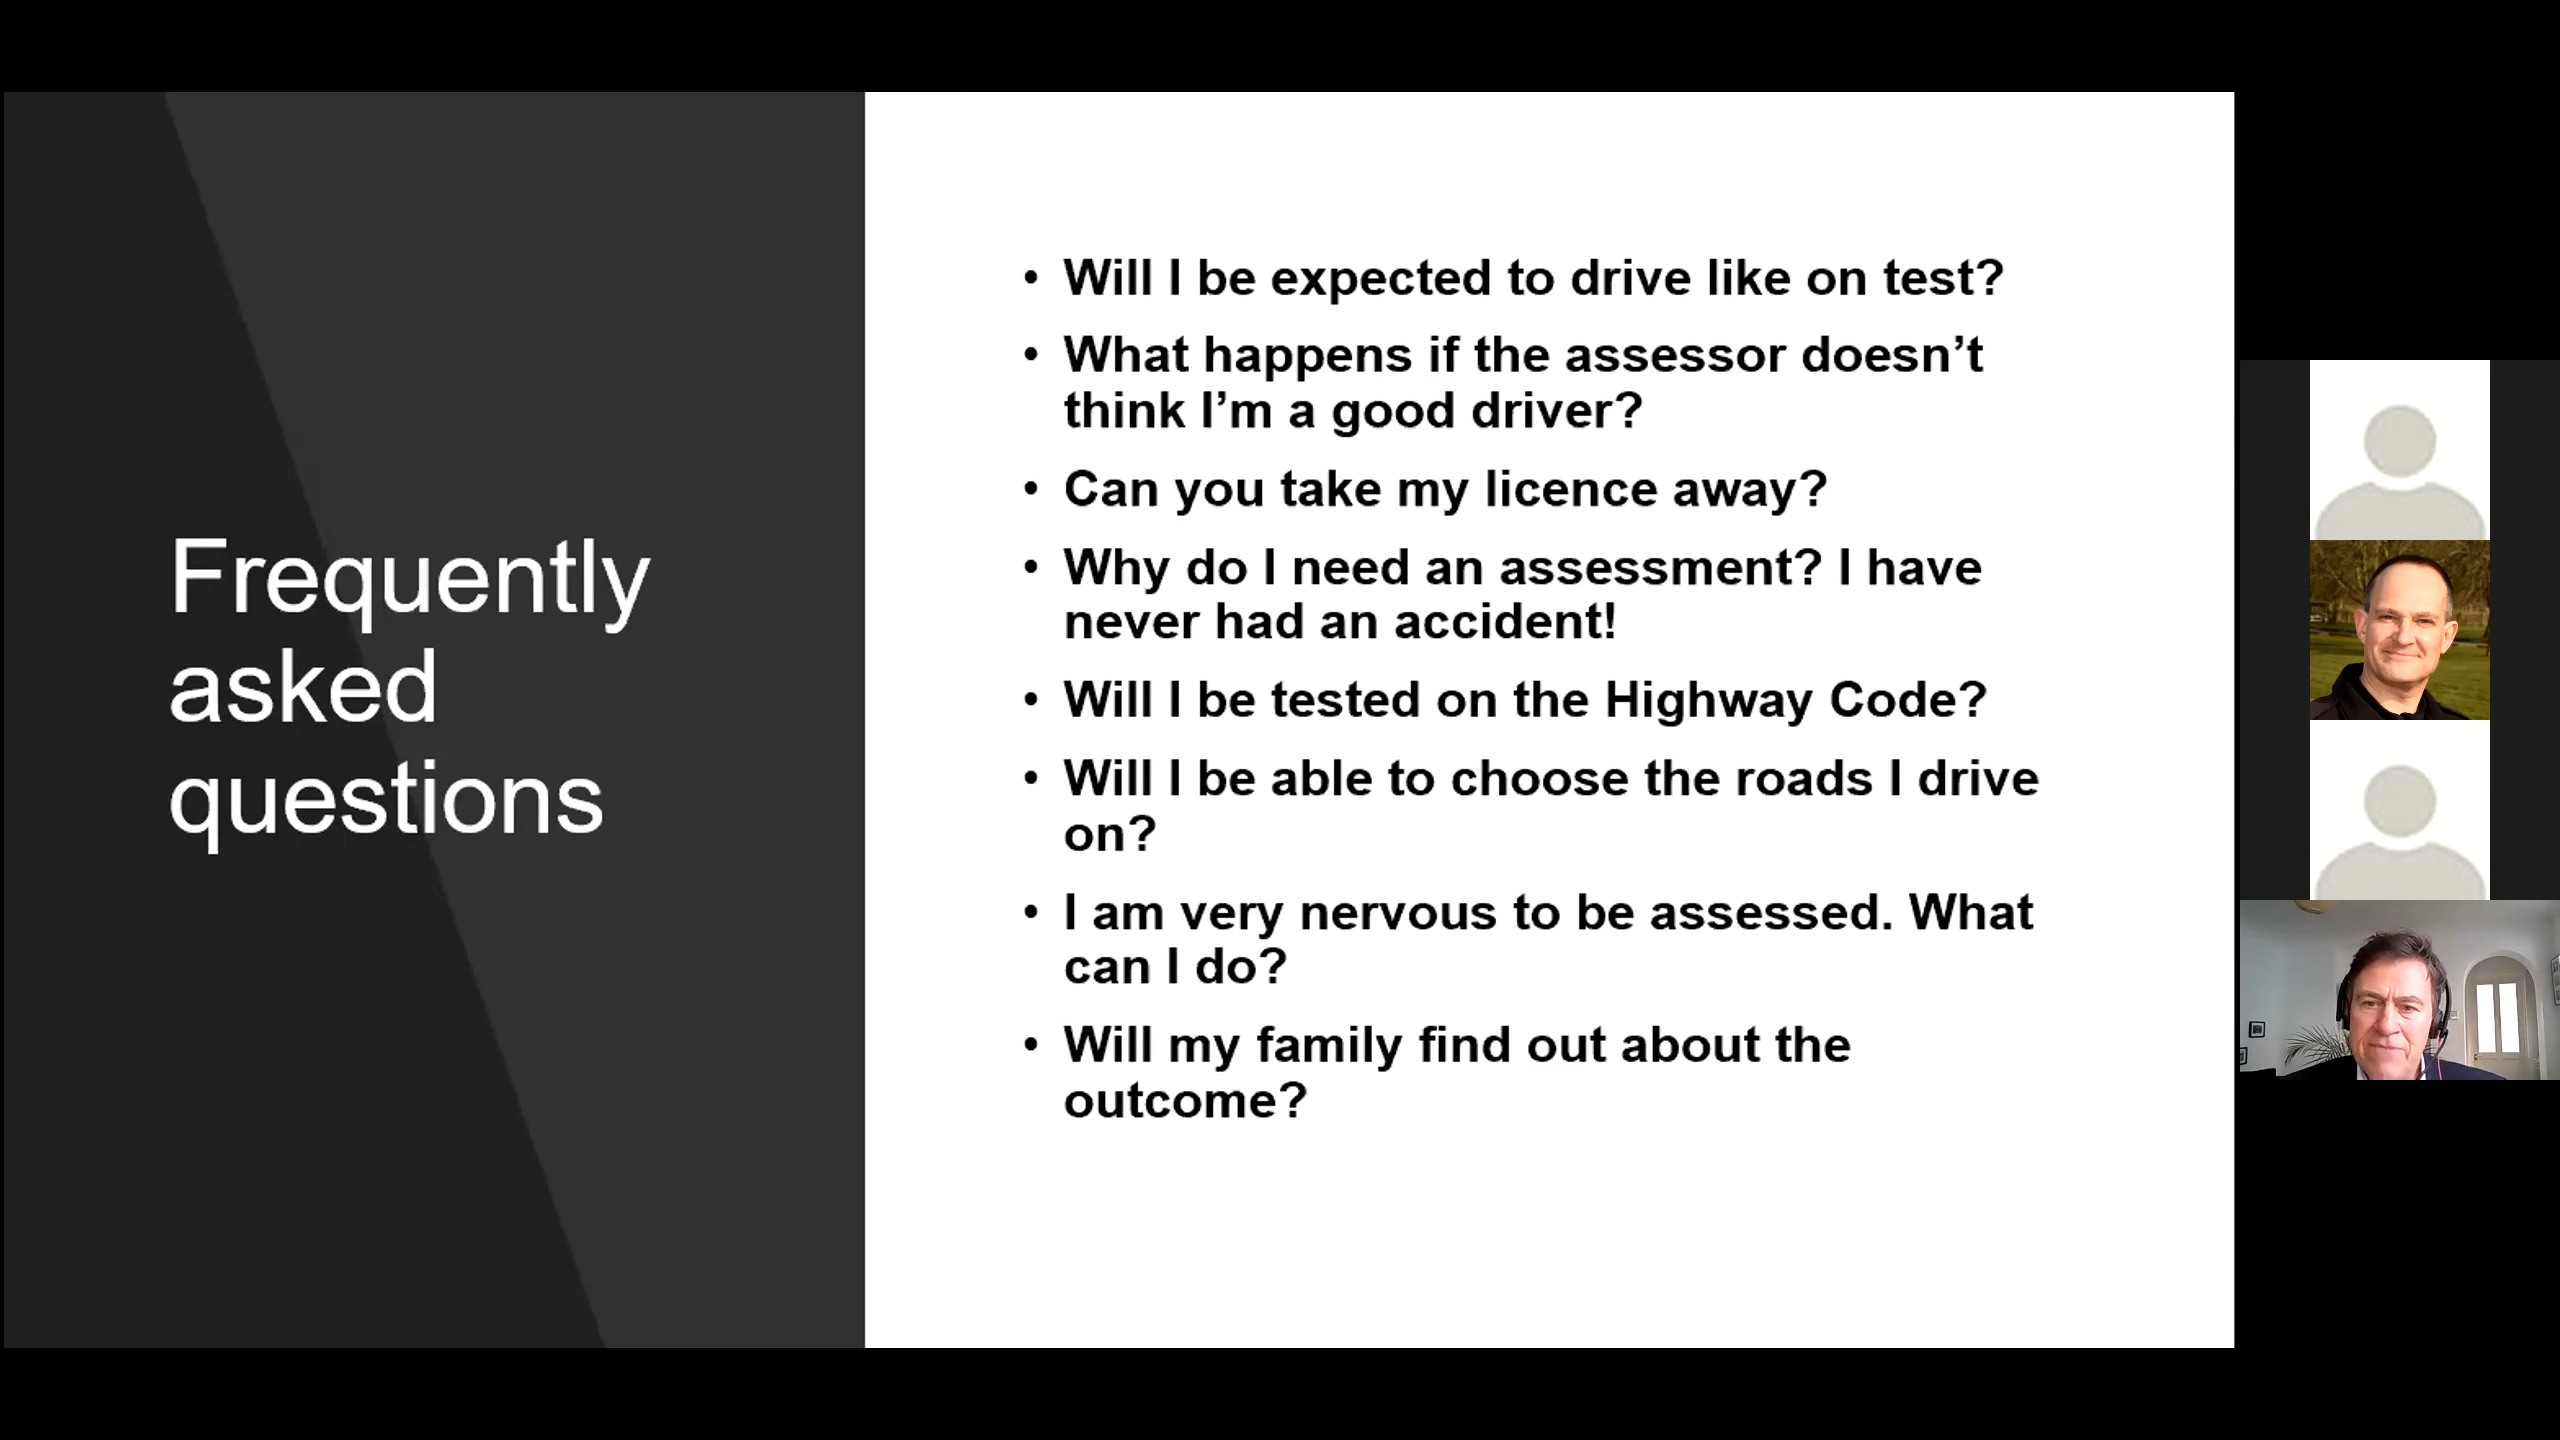 Frequently
asked
questions
• Will I be expected to drive like on test?
• What happens if the assessor doesn’t
think I’m a good driver?
• Can you take my licence away?
• Why do I need an assessment? I have
never had an accident!
• Will I be tested on the Highway Code?
• Will I be able to choose the roads I drive
on?
• I am very nervous to be assessed. What
can I do?
• Will my family find out about the
outcome?